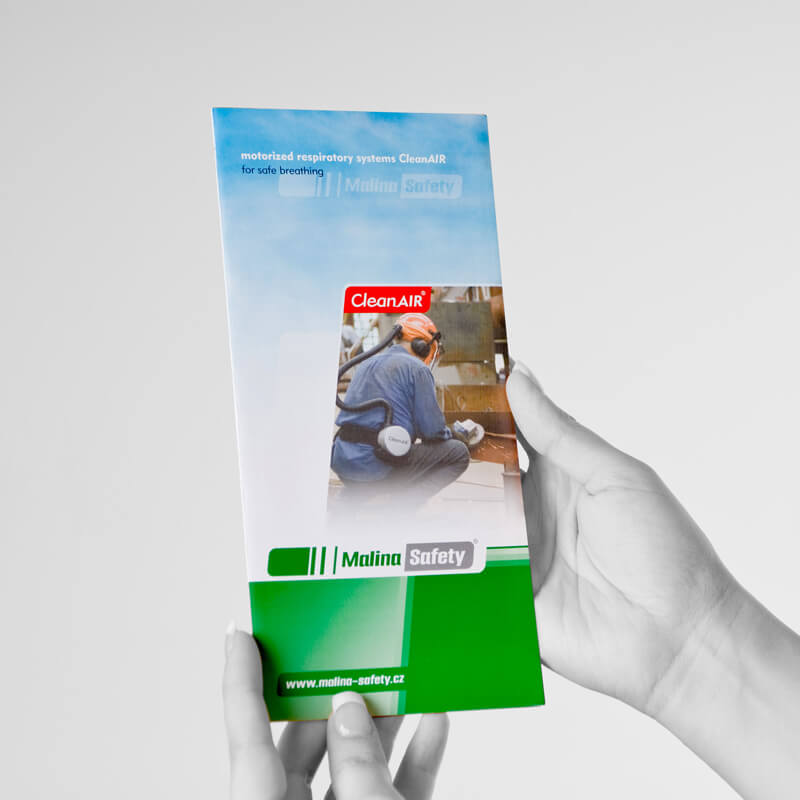 motorized respiratory systems CleanAIR
for safe breathing
Malina Safety
CleanAIR®
CleanAIR
Malina Safety®
www.malina-safety.cz